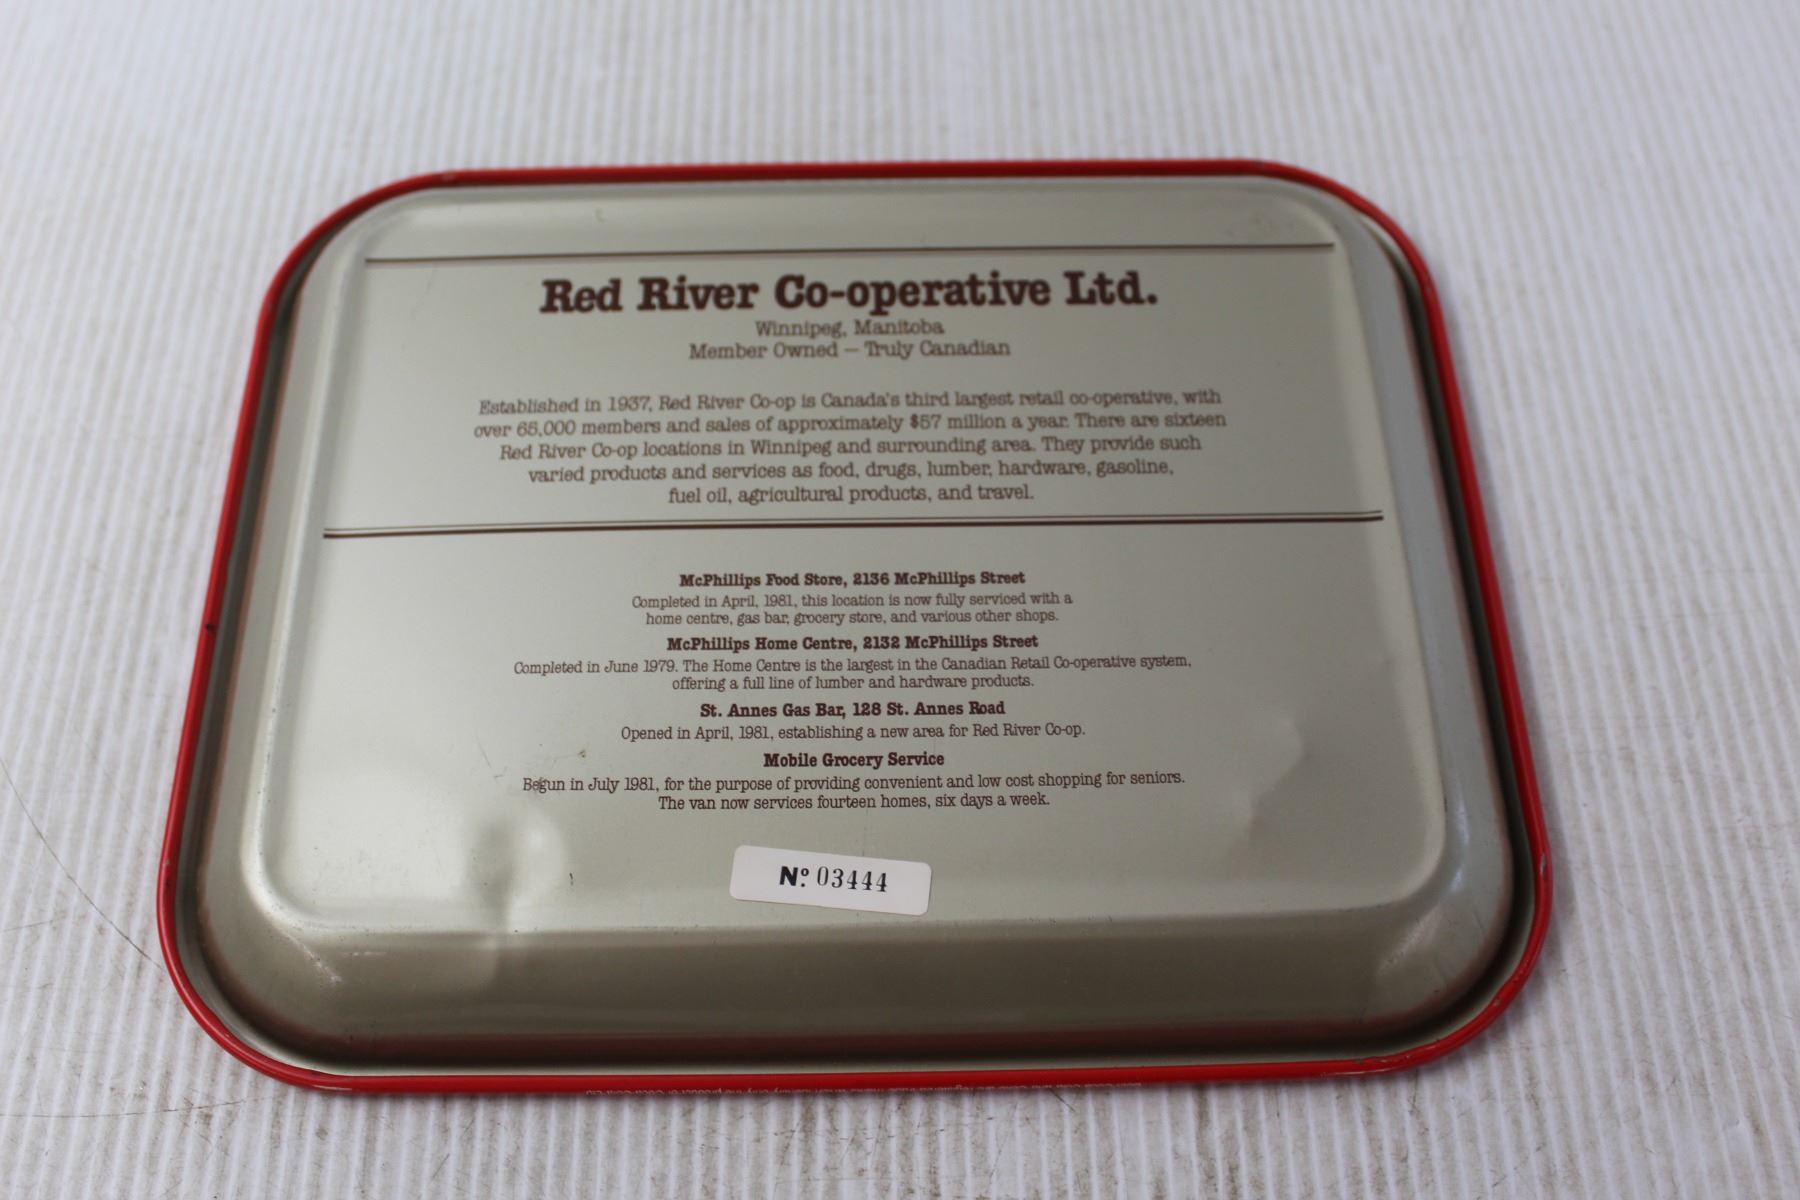 Red River Co-operative Ltd.
Winnipeg, Manitoba
Member Owned — Truly Canadian
Established in 1937, Red River Co-op is Canada's third largest retail co-operative, with
over 65,000 members and sales of approximately $57 million a year. There are sixteen
Red River Co-op locations in Winnipeg and surrounding area. They provide such
varied products and services as food, drugs, lumber, hardware, gasoline,
fuel oil, agricultural products, and travel.
McPhillips Food Store, 2136 McPhillips Street
Completed in April, 1981, this location is now fully serviced with a
home centre, gas bar, grocery store, and various other shops.
McPhillips Home Centre, 2132 McPhillips Street
Completed in June 1979. The Home Centre is the largest in the Canadian Retail Co-operative system,
offering a full line of lumber and hardware products.
St. Annes Gas Bar, 128 St. Annes Road
Opened in April, 1981, establishing a new area for Red River Co-op.
Mobile Grocery Service
Begun in July 1981, for the purpose of providing convenient and low cost shopping for seniors.
The van now services fourteen homes, six days a week.
Nº. 03444